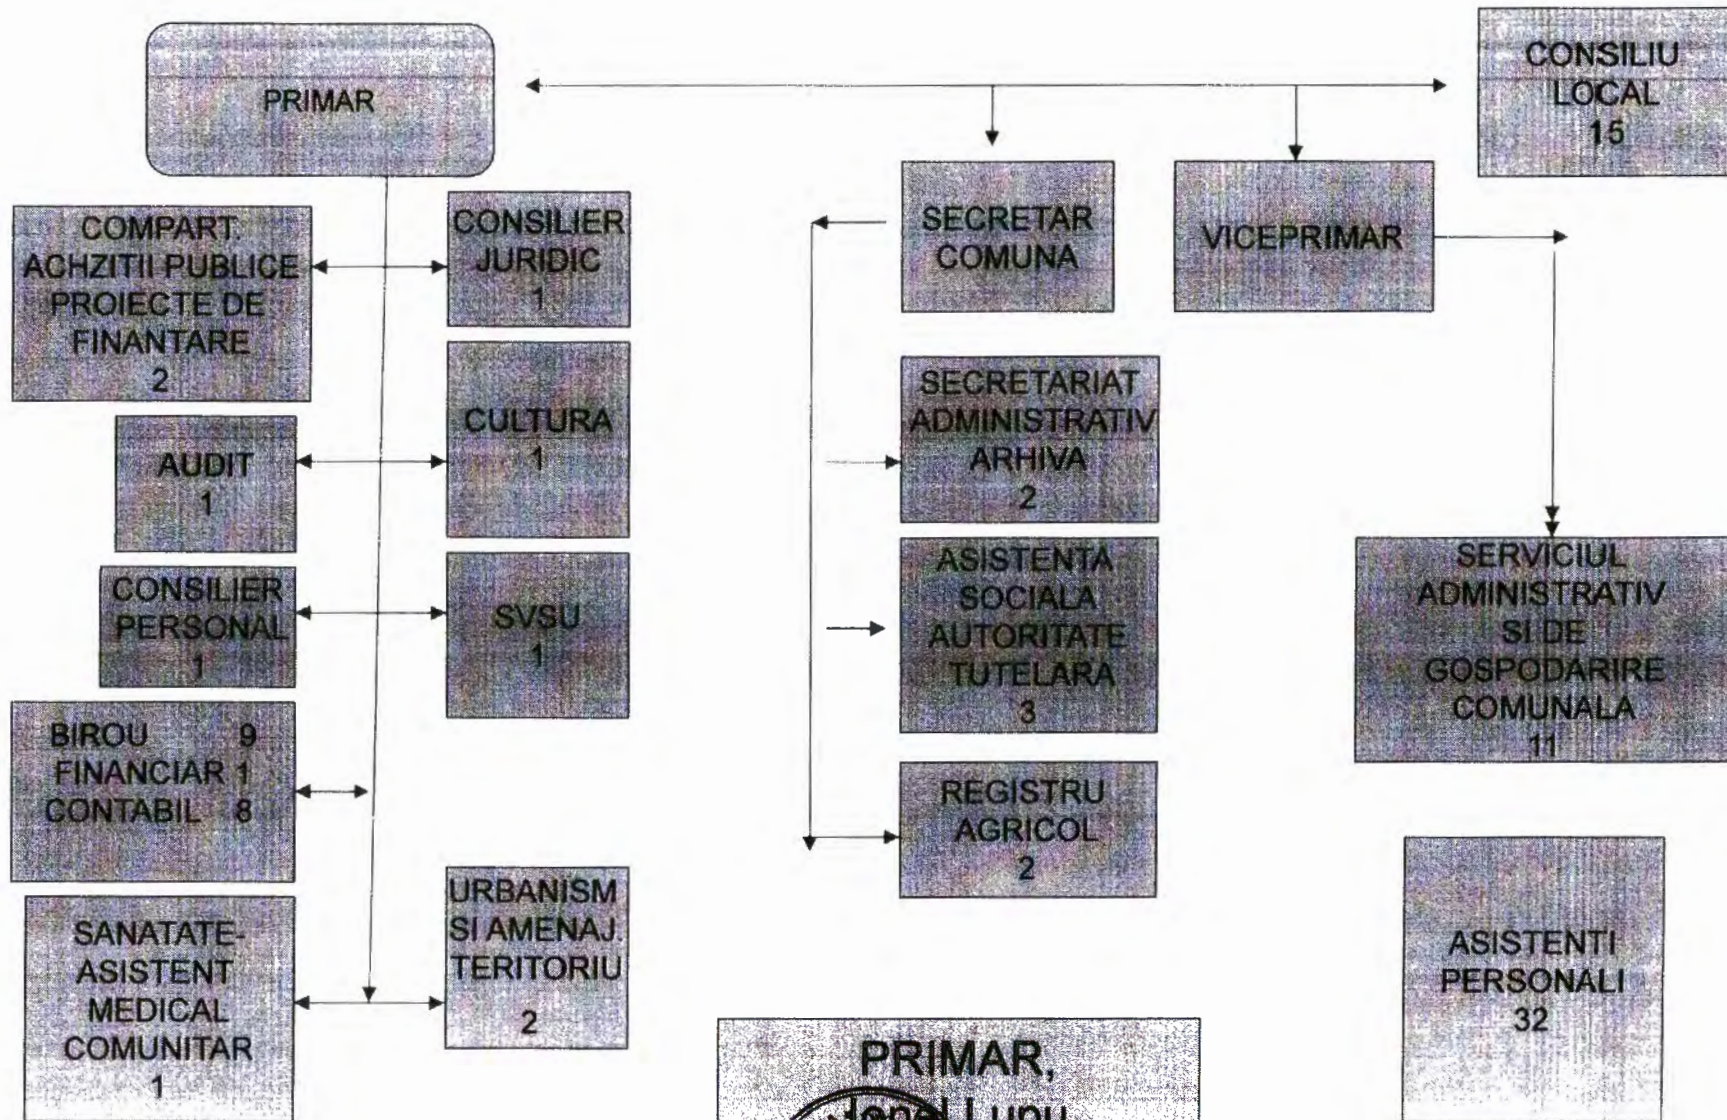 PRIMAR
CONSILIU
LOCAL
15
COMPART.
ACHZITII PUBLICE
PROIECTE DE
FINANTARE
2
CONSILIER
JURIDIC
1
SECRETAR
COMUNA
VICEPRIMAR
AUDIT
1
CULTURA
1
SECRETARIAT
ADMINISTRATIV
ARHIVA
2
CONSILIER
PERSONAL
1
SVSU
1
ASISTENTA
SOCIALA
AUTORITATE
TUTELARA
3
SERVICIUL
ADMINISTRATIV
SI DE
GOSPODARIRE
COMUNALA
11
BIROU 9
FINANCIAR 1
CONTABIL 8
REGISTRU
AGRICOL
2
SANATATE-
ASISTENT
MEDICAL
COMUNITAR
1
URBANISM
SI AMENAJ.
TERITORIU
2
ASISTENTI
PERSONALI
32
PRIMAR,
Ionel Lupu